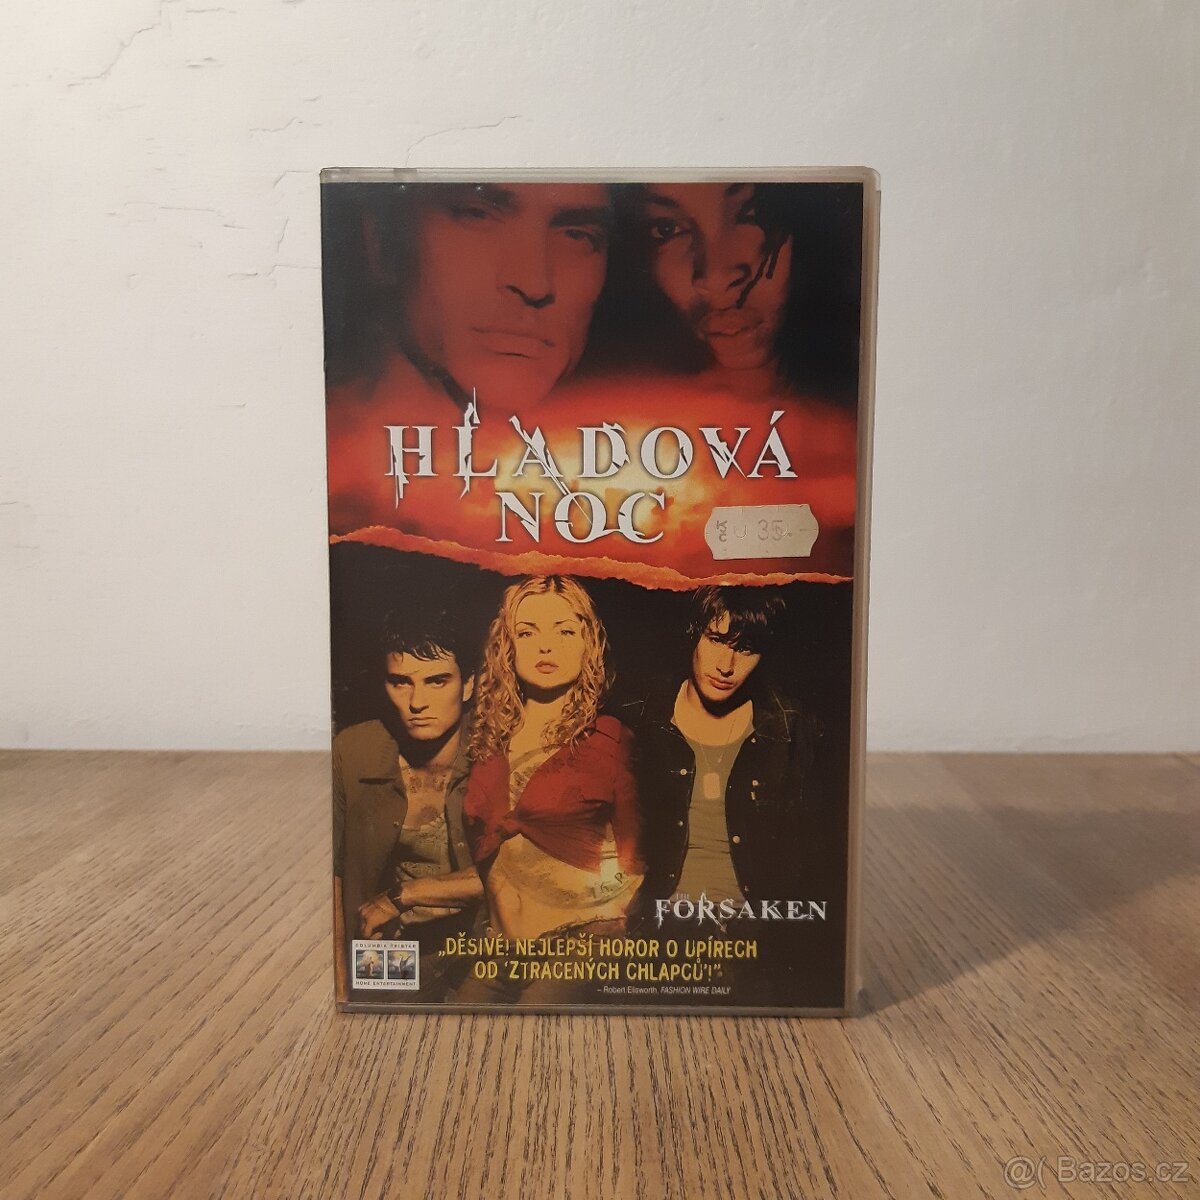 HLADOVÁ
NOC
Kč 35.-
THE
FORSAKEN
„DĚSIVÉ! NEJLEPŠÍ HOROR O UPÍRECH
OD 'ZTRACENÝCH CHLAPCŮ'!"
– Robert Ellsworth, FASHION WIRE DAILY
COLUMBIA TRISTAR
HOME ENTERTAINMENT
@( Bazos.cz